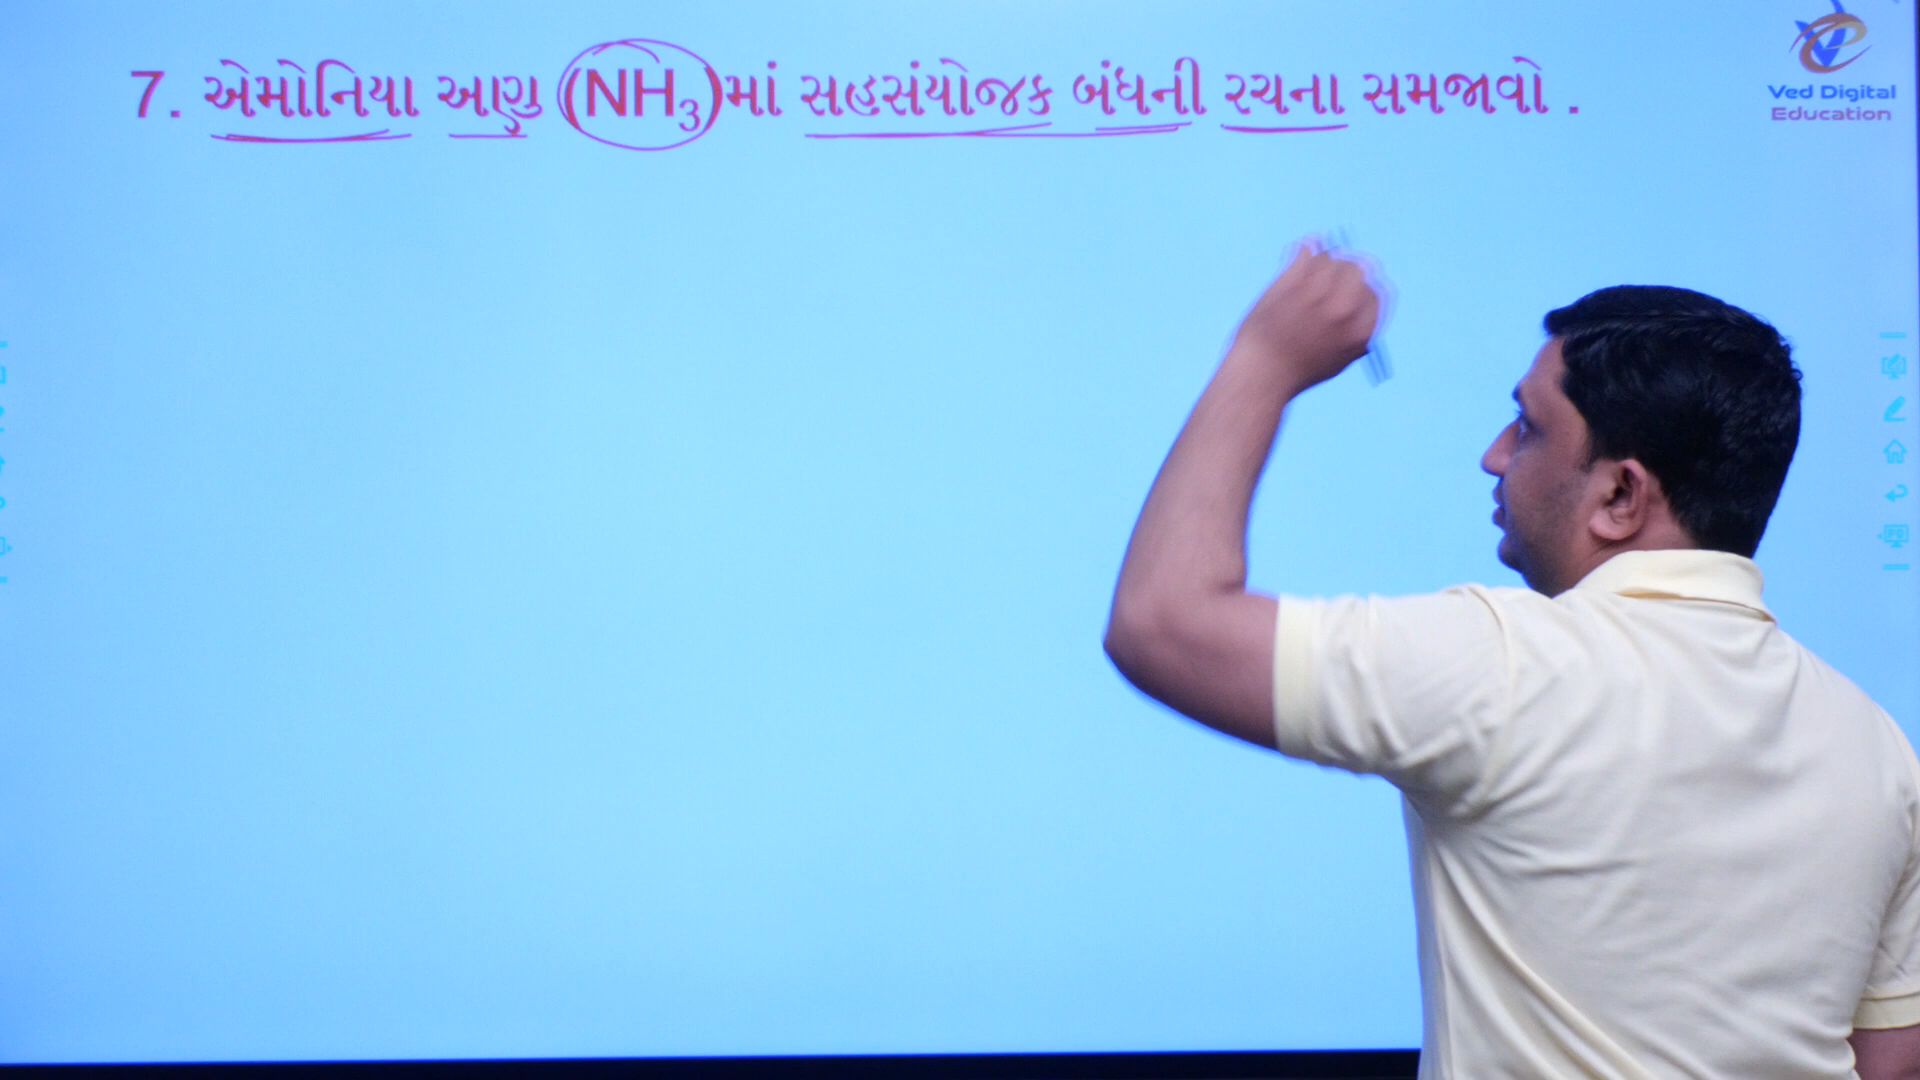 7. એમોનિયા અણુ (NH₃)માં સહસંયોજક બંધની રચના સમજાવો .
Ved Digital
Education